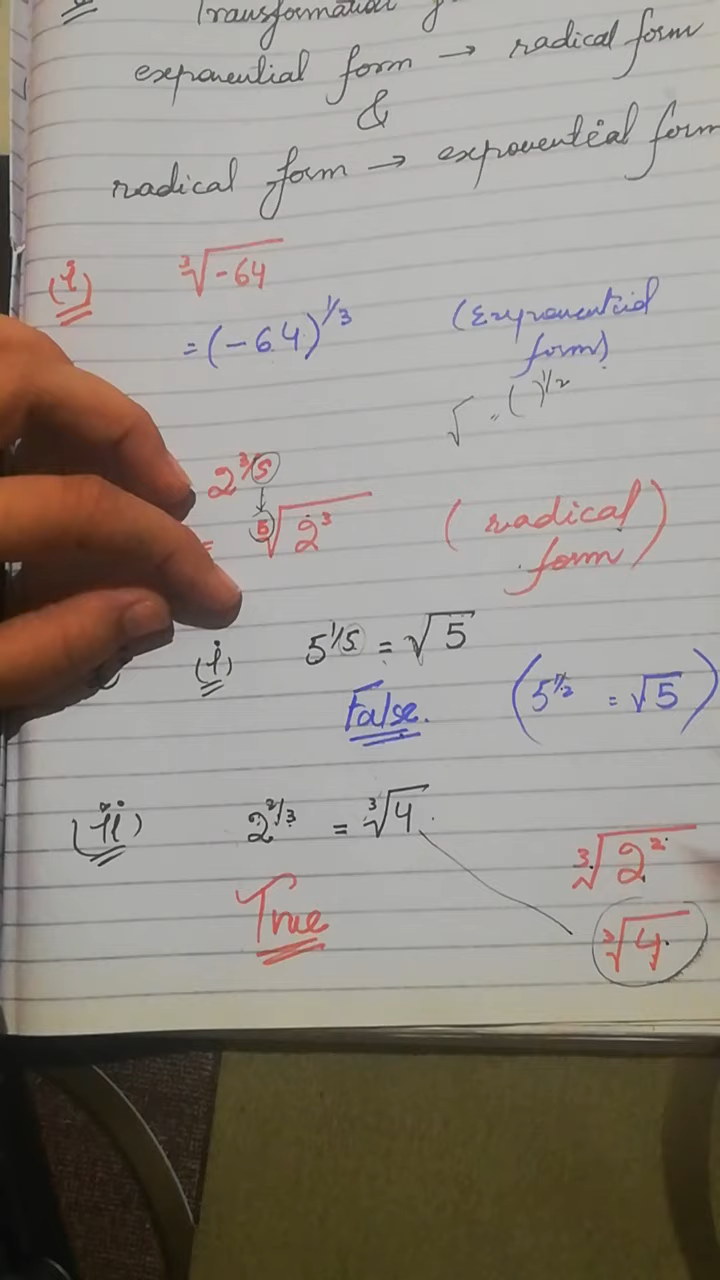 Transformation
exponential form → radical form
&
radical form → exponential form
(i) ∛-64
= (-64)^1/3 (Exponential form)
√ = ( )^1/2
2^3/5
= ⁵√2³ (radical form)
(i) 5^1/5 = √5
False. (5^1/2 = √5)
(ii) 2^2/3 = ∛4.
∛2²
True
∛4.